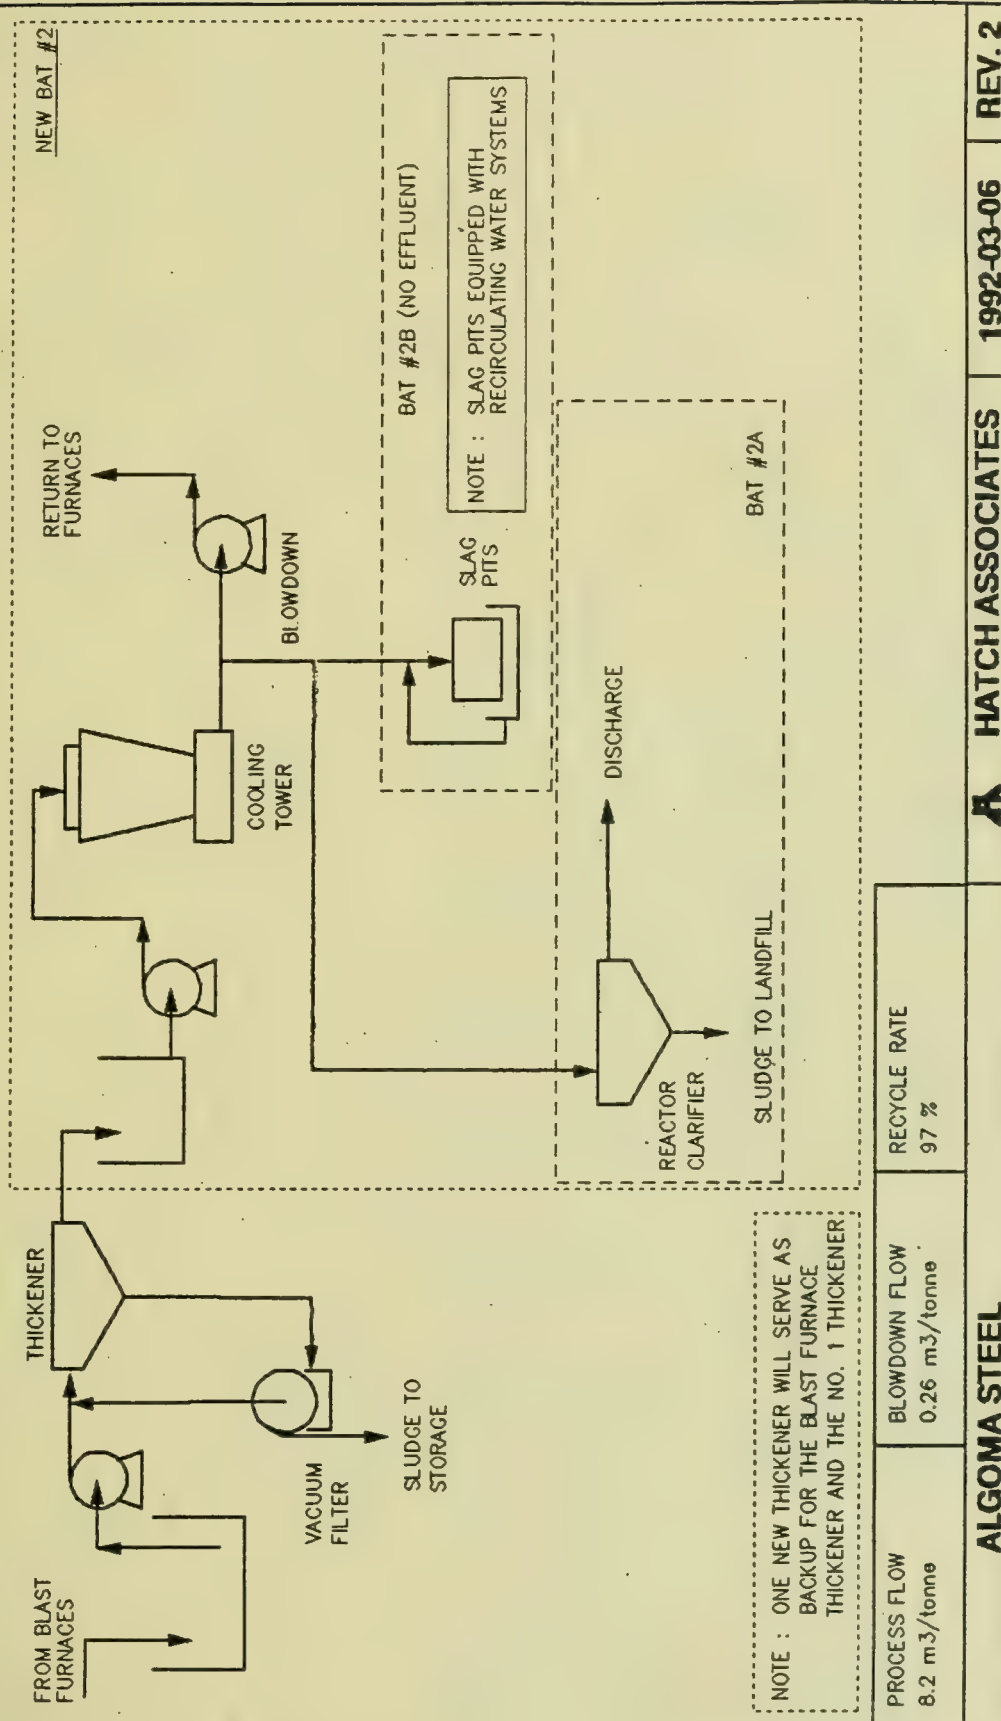 NEW BAT #2
FROM BLAST
FURNACES
THICKENER
RETURN TO
FURNACES
COOLING
TOWER
BLOWDOWN
VACUUM
FILTER
SLUDGE TO
STORAGE
BAT #2B (NO EFFLUENT)
SLAG
PITS
NOTE : SLAG PITS EQUIPPED WITH
RECIRCULATING WATER SYSTEMS
DISCHARGE
REACTOR
CLARIFIER
SLUDGE TO LANDFILL
BAT #2A
NOTE : ONE NEW THICKENER WILL SERVE AS
BACKUP FOR THE BLAST FURNACE
THICKENER AND THE NO. 1 THICKENER
PROCESS FLOW
8.2 m3/tonne
BLOWDOWN FLOW
0.26 m3/tonne
RECYCLE RATE
97 %
ALGOMA STEEL
HATCH ASSOCIATES
1992-03-06
REV. 2